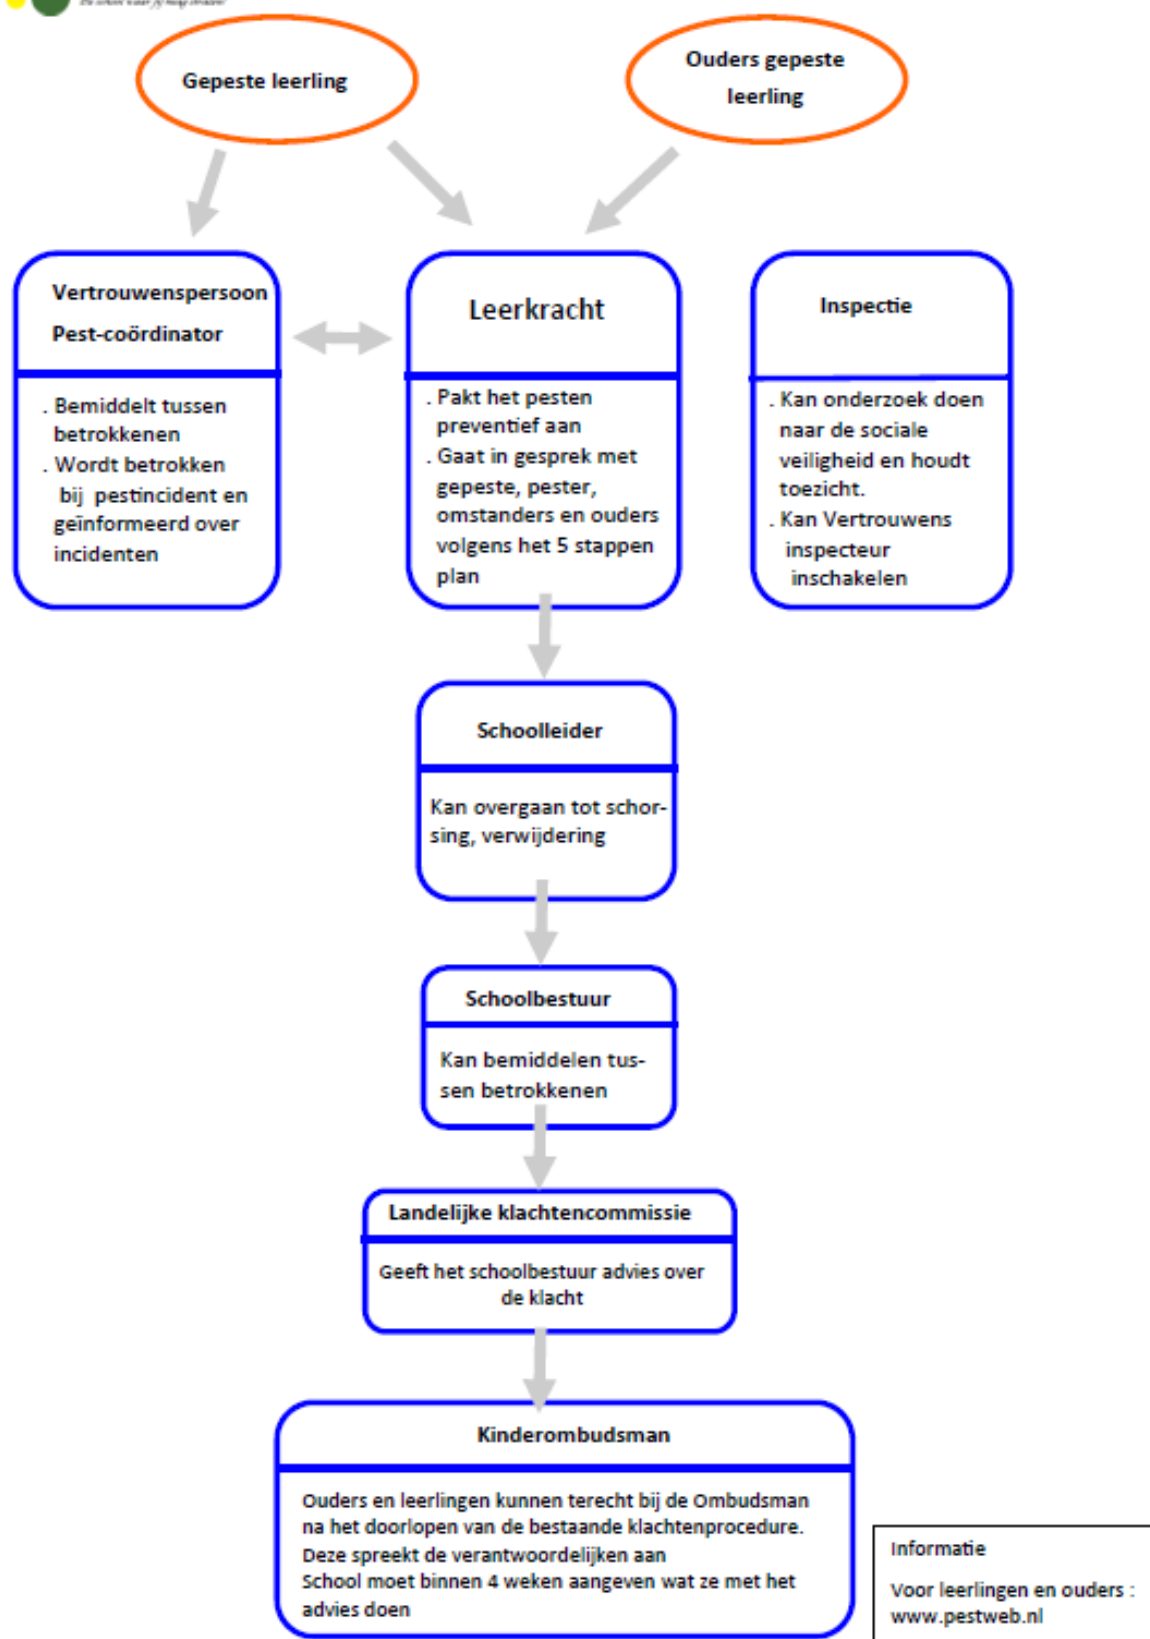 De school waar jij mag stralen!
Gepeste leerling
Ouders gepeste
leerling
Vertrouwenspersoon
Pest-coördinator
. Bemiddelt tussen
betrokkenen
. Wordt betrokken
bij pestincident en
geïnformeerd over
incidenten
Leerkracht
. Pakt het pesten
preventief aan
. Gaat in gesprek met
gepeste, pester,
omstanders en ouders
volgens het 5 stappen
plan
Inspectie
. Kan onderzoek doen
naar de sociale
veiligheid en houdt
toezicht.
. Kan Vertrouwens
inspecteur
inschakelen
Schoolleider
Kan overgaan tot schor-
sing, verwijdering
Schoolbestuur
Kan bemiddelen tus-
sen betrokkenen
Landelijke klachtencommissie
Geeft het schoolbestuur advies over
de klacht
Kinderombudsman
Ouders en leerlingen kunnen terecht bij de Ombudsman
na het doorlopen van de bestaande klachtenprocedure.
Deze spreekt de verantwoordelijken aan
School moet binnen 4 weken aangeven wat ze met het
advies doen
Informatie
Voor leerlingen en ouders :
www.pestweb.nl